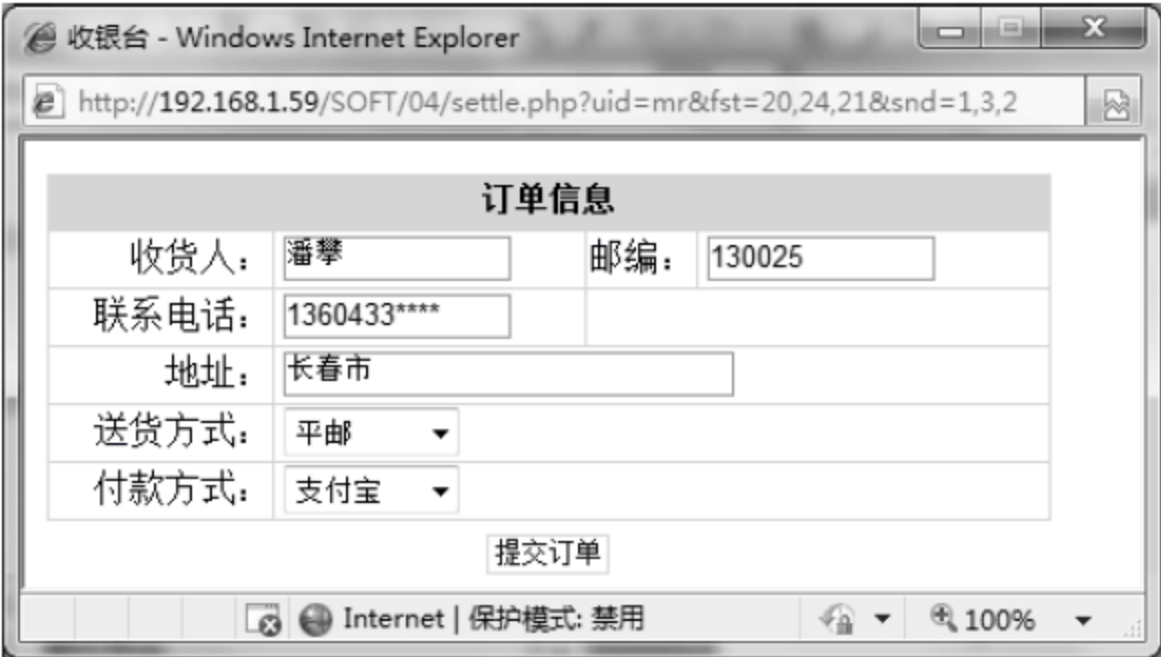 收银台 - Windows Internet Explorer
http://192.168.1.59/SOFT/04/settle.php?uid=mr&fst=20,24,21&snd=1,3,2
订单信息
收货人： 潘攀 邮编： 130025
联系电话： 1360433****
地址： 长春市
送货方式： 平邮
付款方式： 支付宝
提交订单
Internet | 保护模式: 禁用 100%